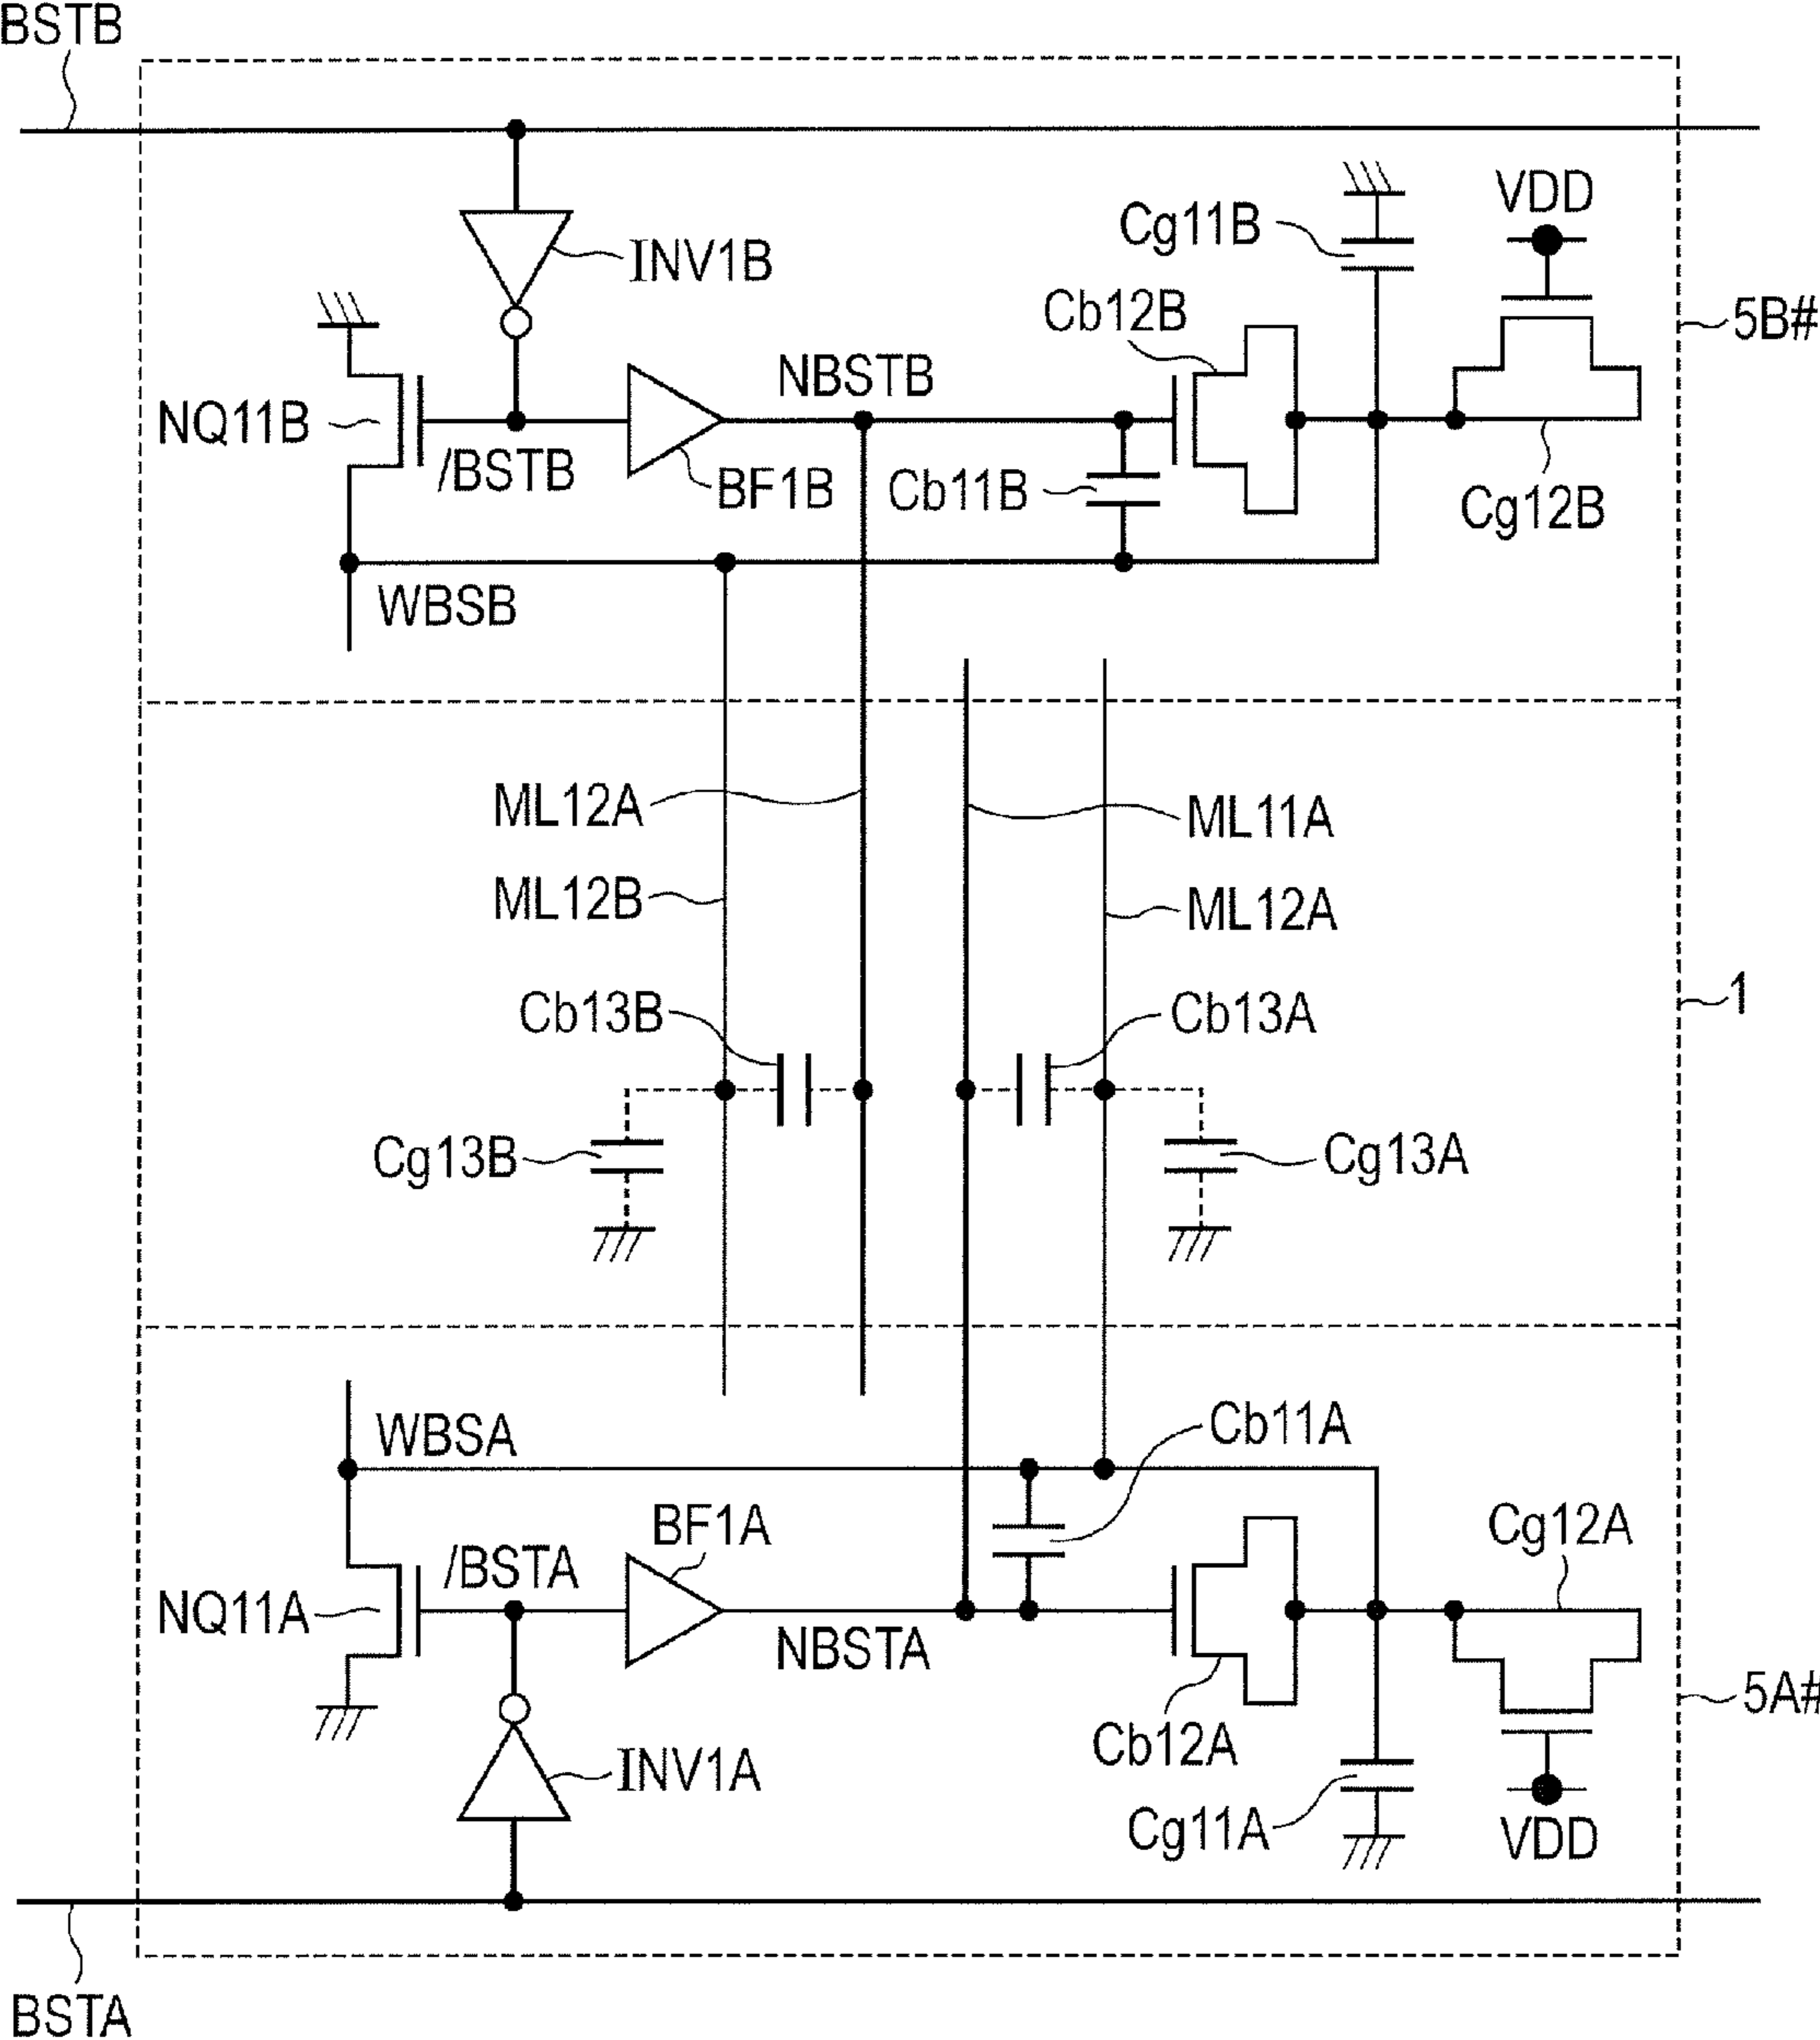 BSTB
VDD
Cg11B
INV1B
Cb12B
5B#
NBSTB
NQ11B
/BSTB
BF1B
Cb11B
Cg12B
WBSB
ML12A
ML11A
ML12B
ML12A
1
Cb13B
Cb13A
Cg13B
Cg13A
WBSA
Cb11A
BF1A
Cg12A
/BSTA
NQ11A
NBSTA
5A#
Cb12A
INV1A
Cg11A
VDD
BSTA